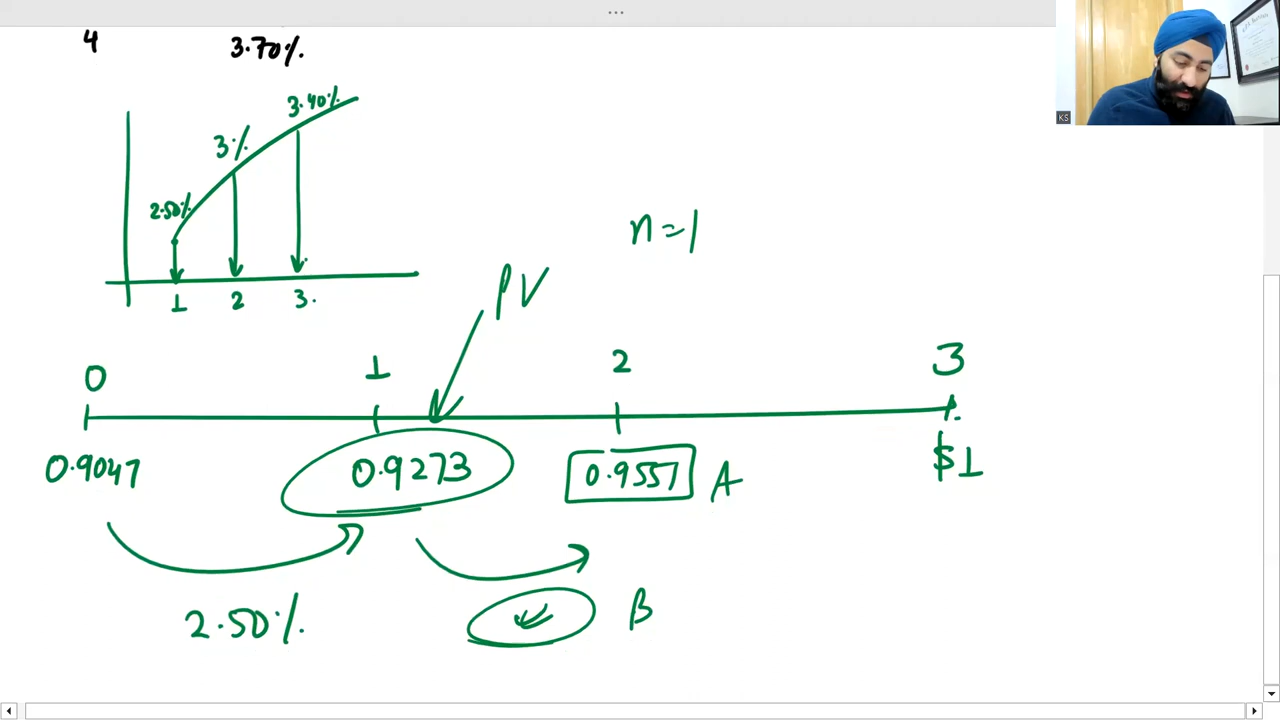 4 3.70%.
3.40%
3%
2.50%
1 2 3.
n=1
PV
0 1 2 3
0.9047 0.9273 0.9557 A $1
2.50% B
KS